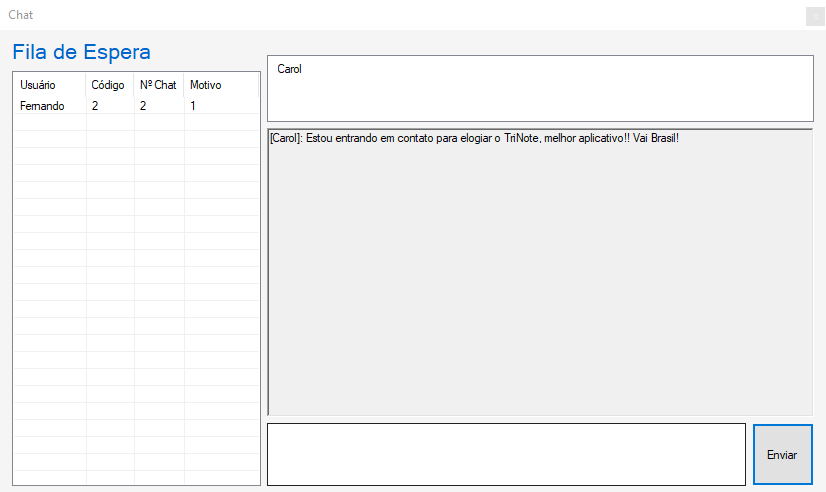 Chat
Fila de Espera
Usuário Código Nº Chat Motivo
Fernando 2 2 1
Carol
[Carol]: Estou entrando em contato para elogiar o TriNote, melhor aplicativo!! Vai Brasil!
Enviar